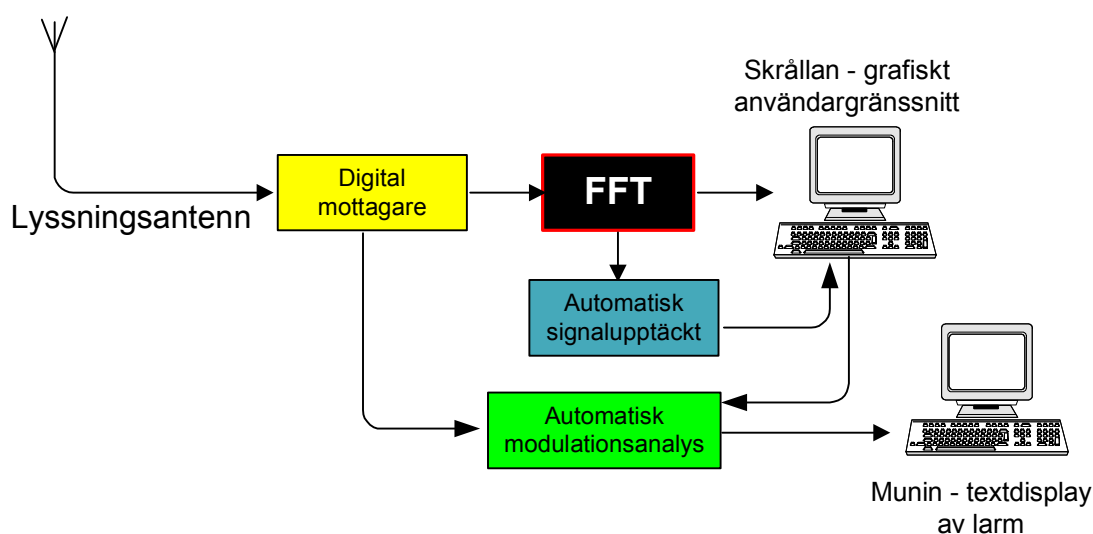 Skrållan - grafiskt
användargränssnitt
Lyssningsantenn
Digital
mottagare
FFT
Automatisk
signalupptäckt
Automatisk
modulationsanalys
Munin - textdisplay
av larm